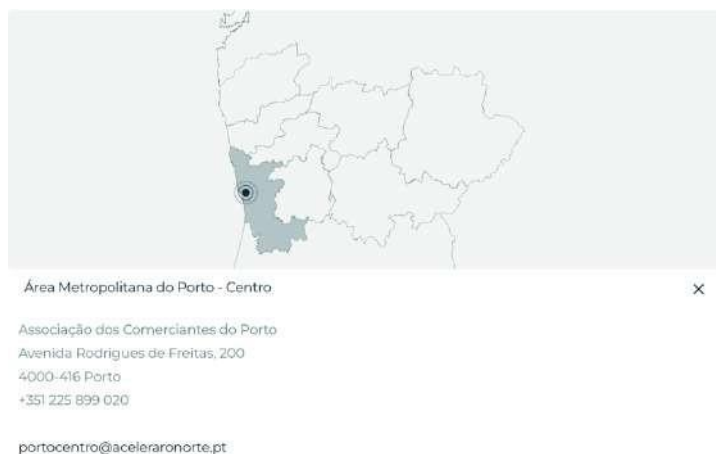 Área Metropolitana do Porto - Centro
Associação dos Comerciantes do Porto
Avenida Rodrigues de Freitas, 200
4000-416 Porto
+351 225 899 020
portocentro@aceleraronorte.pt